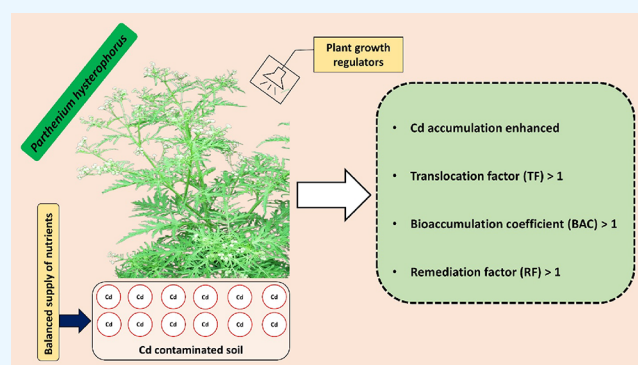 Parthenium hysterophorus
Plant growth
regulators
Balanced supply of nutrients
Cd Cd Cd Cd Cd Cd
Cd Cd Cd Cd Cd Cd
Cd contaminated soil
• Cd accumulation enhanced
• Translocation factor (TF) > 1
• Bioaccumulation coefficient (BAC) > 1
• Remediation factor (RF) > 1